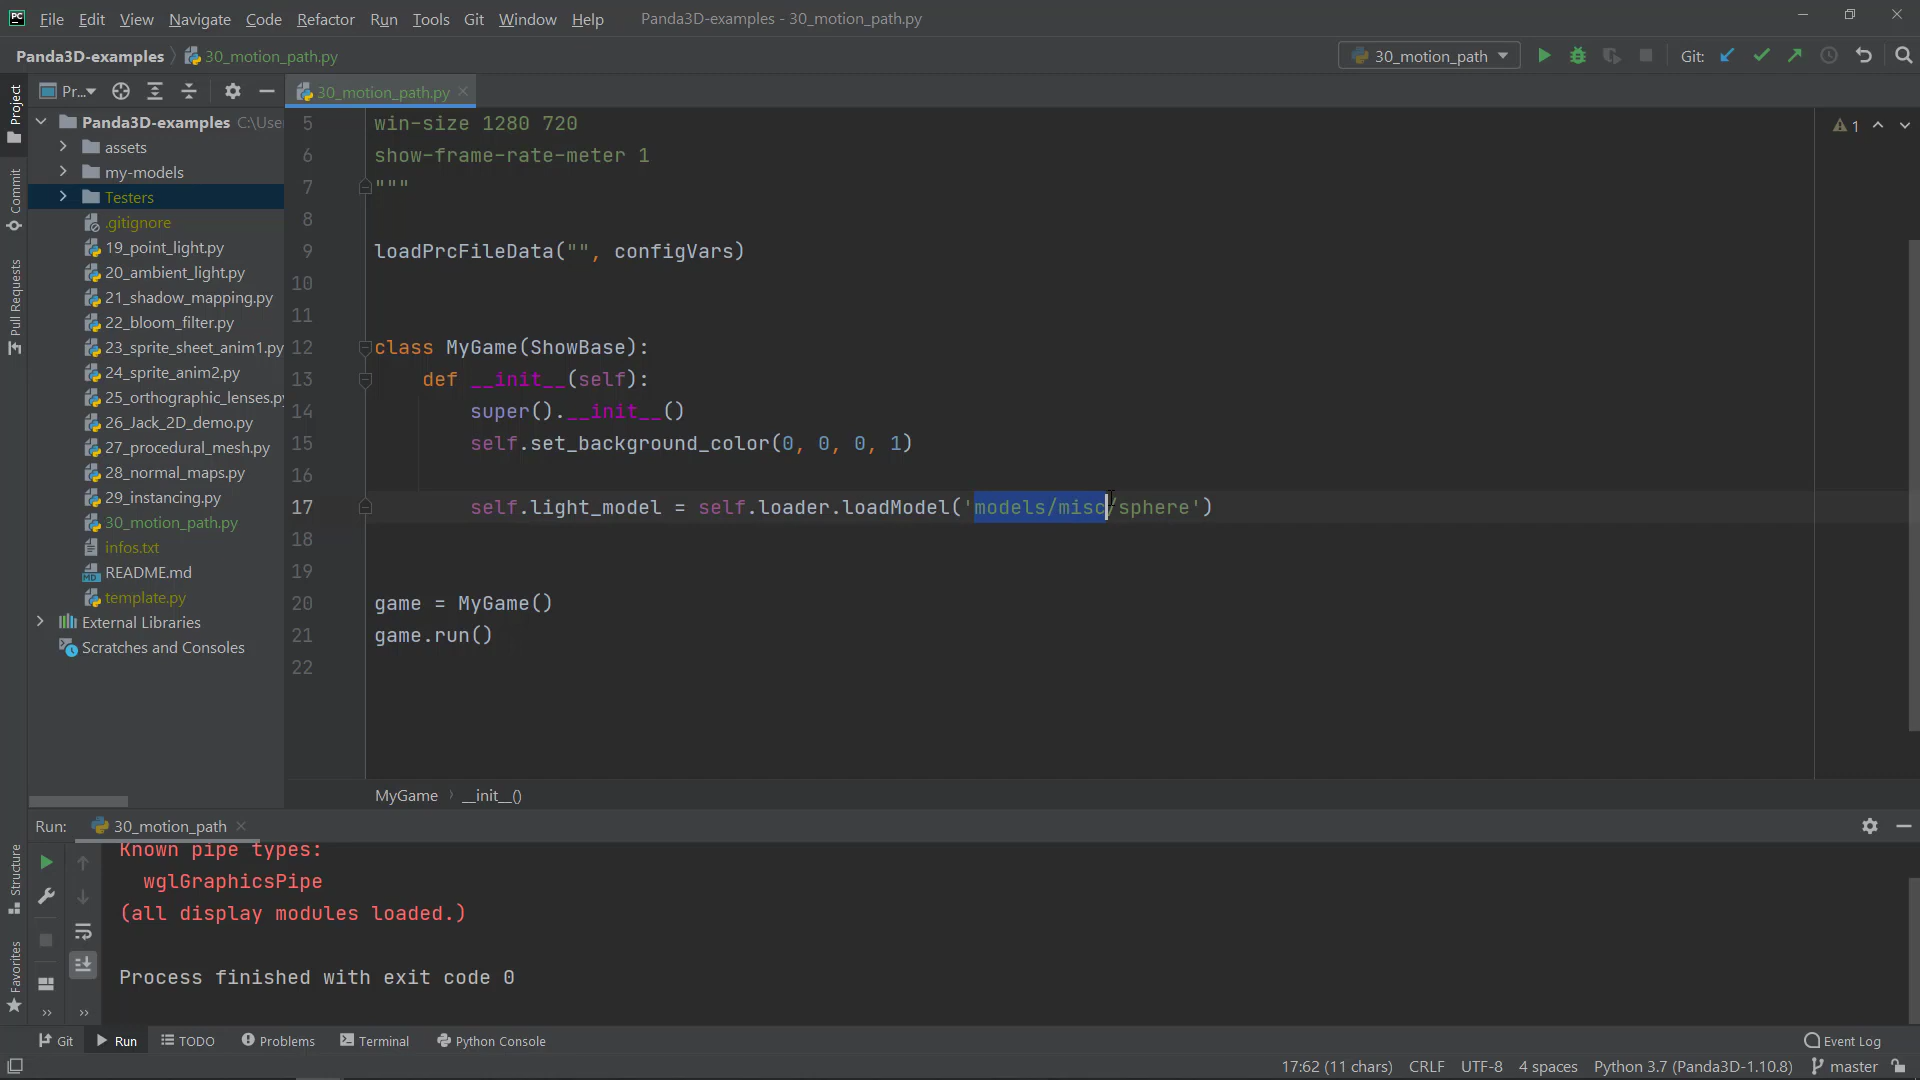 PC File Edit View Navigate Code Refactor Run Tools Git Window Help Panda3D-examples - 30_motion_path.py
Panda3D-examples 30_motion_path.py 30_motion_path Git:
Pr... 30_motion_path.py
Project
Commit
Pull Requests
Structure
Favorites
Panda3D-examples C:\Use
assets
my-models
Testers
.gitignore
19_point_light.py
20_ambient_light.py
21_shadow_mapping.py
22_bloom_filter.py
23_sprite_sheet_anim1.py
24_sprite_anim2.py
25_orthographic_lenses.py
26_Jack_2D_demo.py
27_procedural_mesh.py
28_normal_maps.py
29_instancing.py
30_motion_path.py
infos.txt
MD README.md
template.py
External Libraries
Scratches and Consoles
5 win-size 1280 720
6 show-frame-rate-meter 1
7 """
8
9 loadPrcFileData("", configVars)
10
11
12 class MyGame(ShowBase):
13 def __init__(self):
14 super().__init__()
15 self.set_background_color(0, 0, 0, 1)
16
17 self.light_model = self.loader.loadModel('models/misc/sphere')
18
19
20 game = MyGame()
21 game.run()
22
1
MyGame __init__()
Run: 30_motion_path
Known pipe types:
wglGraphicsPipe
(all display modules loaded.)
Process finished with exit code 0
Git Run TODO Problems Terminal Python Console Event Log
17:62 (11 chars) CRLF UTF-8 4 spaces Python 3.7 (Panda3D-1.10.8) master